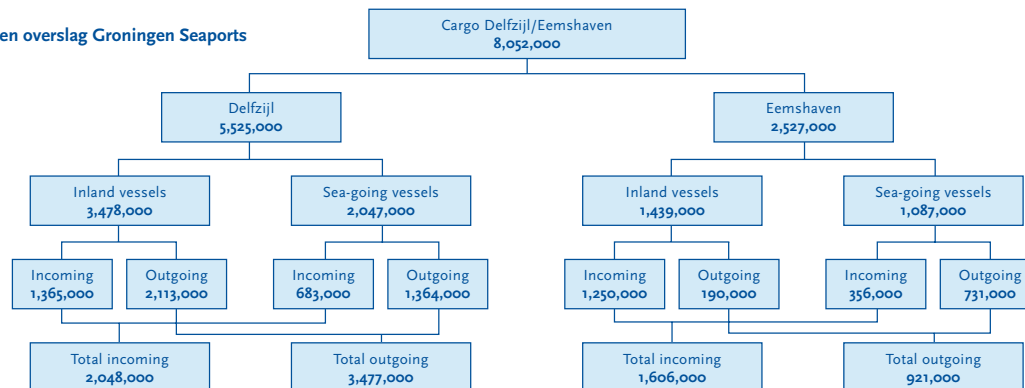 en overslag Groningen Seaports
Cargo Delfzijl/Eemshaven
8,052,000
Delfzijl
5,525,000
Eemshaven
2,527,000
Inland vessels
3,478,000
Sea-going vessels
2,047,000
Inland vessels
1,439,000
Sea-going vessels
1,087,000
Incoming
1,365,000
Outgoing
2,113,000
Incoming
683,000
Outgoing
1,364,000
Incoming
1,250,000
Outgoing
190,000
Incoming
356,000
Outgoing
731,000
Total incoming
2,048,000
Total outgoing
3,477,000
Total incoming
1,606,000
Total outgoing
921,000